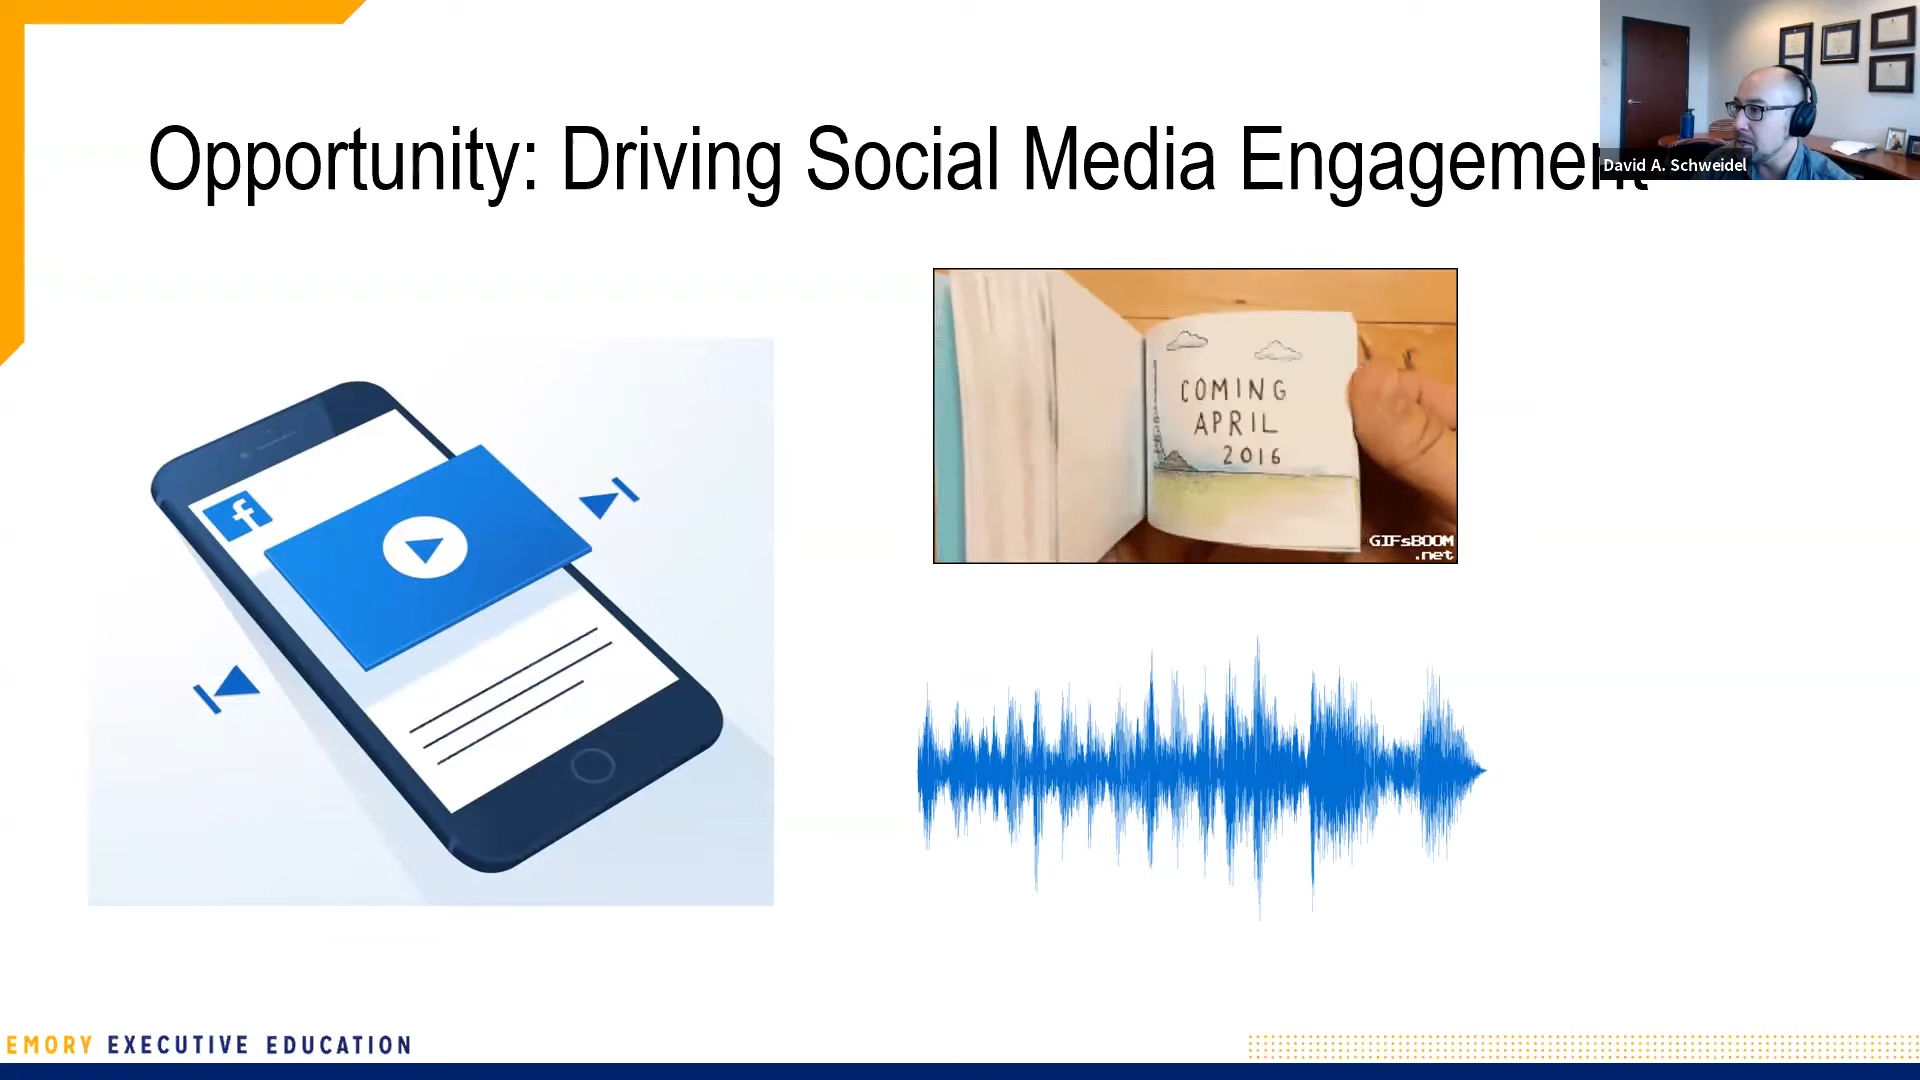 Opportunity: Driving Social Media Engagement
David A. Schweidel
f
COMING
APRIL
2016
GIFsBOOM
.net
EMORY EXECUTIVE EDUCATION